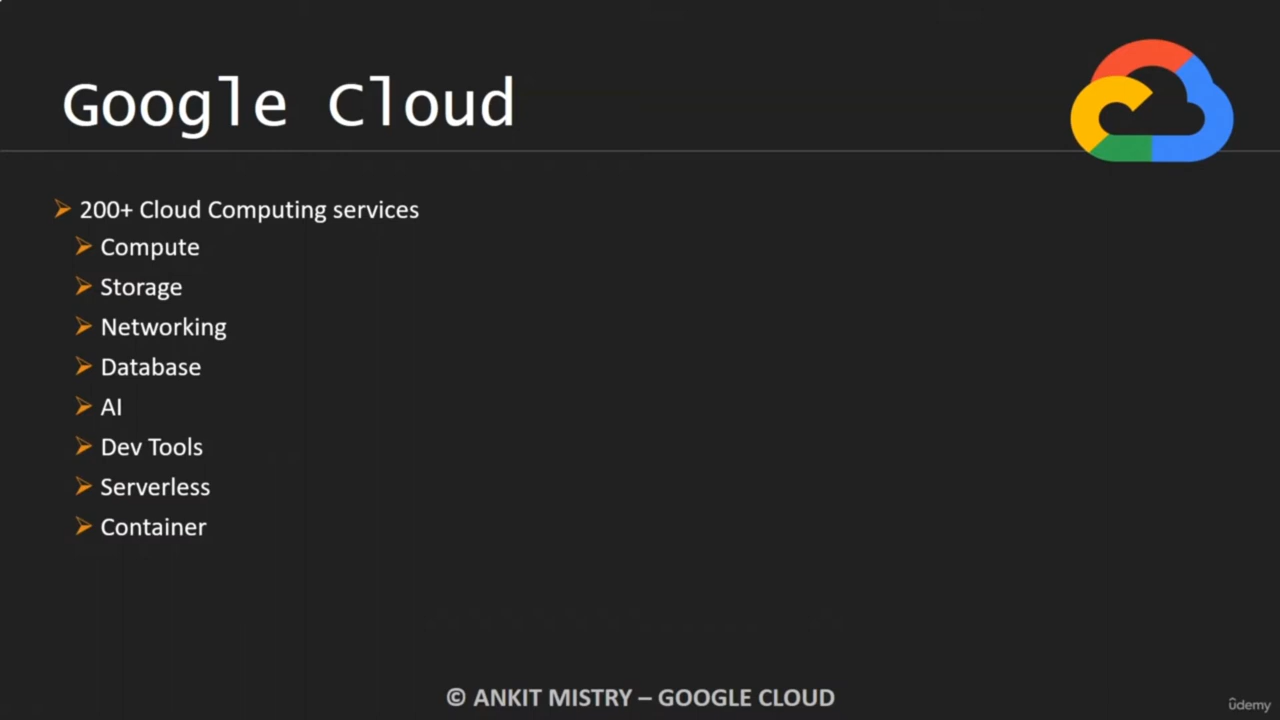 Google Cloud
➢ 200+ Cloud Computing services
➢ Compute
➢ Storage
➢ Networking
➢ Database
➢ AI
➢ Dev Tools
➢ Serverless
➢ Container
© ANKIT MISTRY – GOOGLE CLOUD
ûdemy